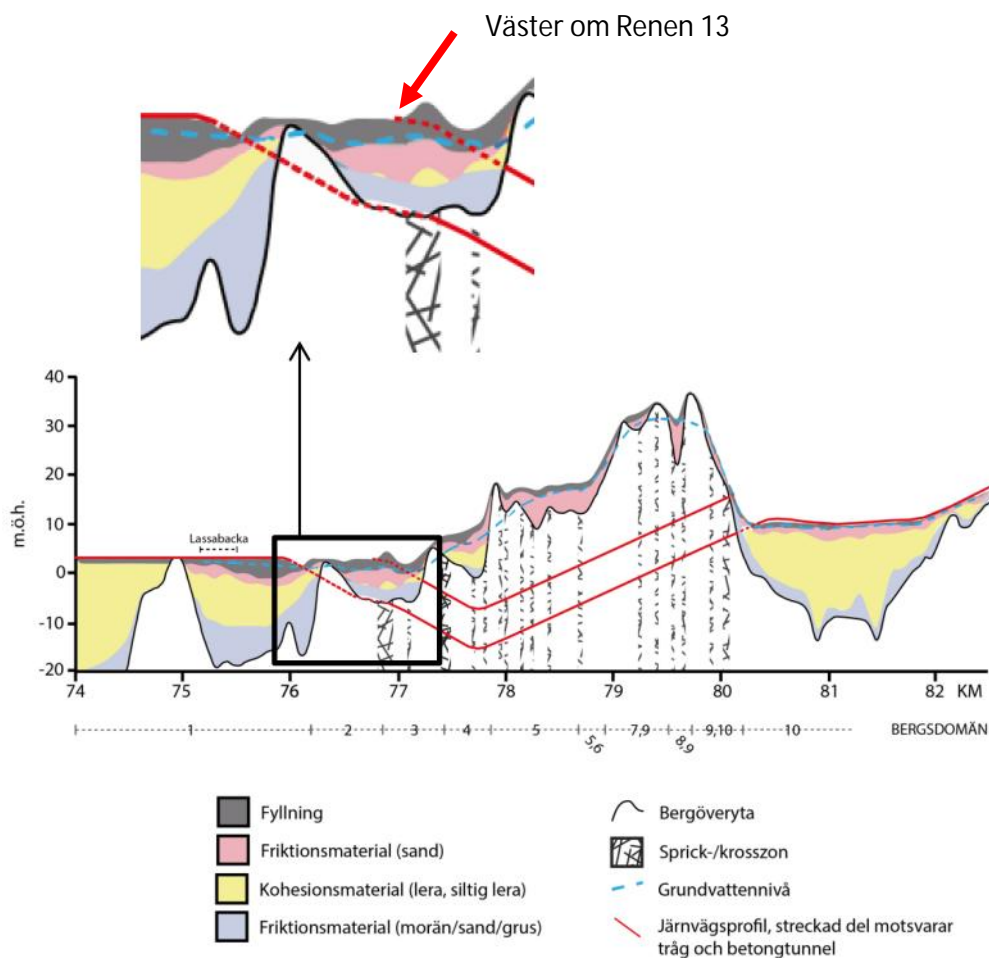 Väster om Renen 13
40
30
20
10
0
-10
-20
m.ö.h.
Lassabacka
74 75 76 77 78 79 80 81 82 KM
1 2 3 4 5 5,6 7,9 8,9 9,10 10 BERGSDOMÄN
Fyllning
Friktionsmaterial (sand)
Kohesionsmaterial (lera, siltig lera)
Friktionsmaterial (morän/sand/grus)
Bergöveryta
Sprick-/krosszon
Grundvattennivå
Järnvägsprofil, streckad del motsvarar
tråg och betongtunnel